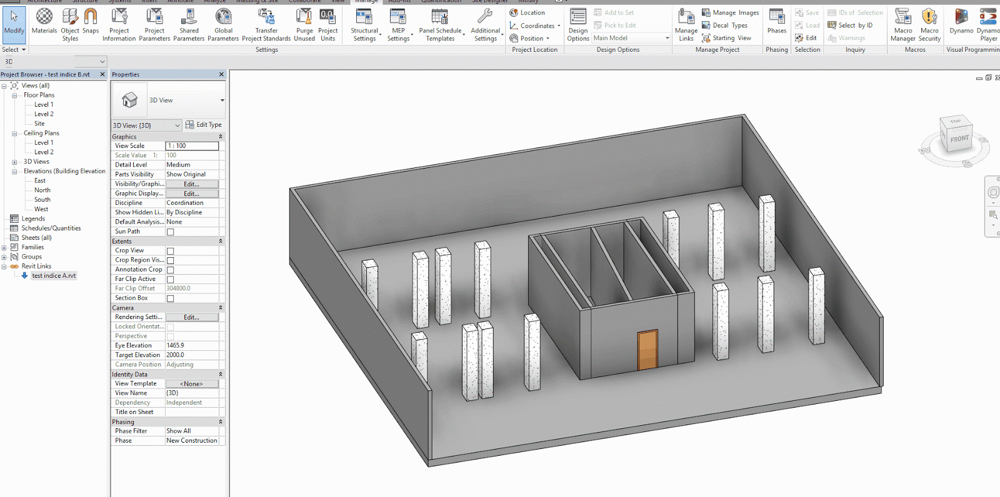 Architecture Structure Systems Insert Annotate Analyze Massing & Site Collaborate View Manage Add-Ins Quantification Site Designer Modify
Modify
Materials
Object Styles
Snaps
Project Information
Project Parameters
Shared Parameters
Global Parameters
Transfer Project Standards
Purge Unused
Project Units
Structural Settings
MEP Settings
Panel Schedule Templates
Additional Settings
Location
Coordinates
Position
Design Options
Add to Set
Pick to Edit
Main Model
Manage Links
Manage Images
Decal Types
Starting View
Phases
Save
Load
Edit
IDs of Selection
Select by ID
Warnings
Macro Manager
Macro Security
Dynamo
Dynamo Player
Select
Settings
Project Location
Design Options
Manage Project
Phasing
Selection
Inquiry
Macros
Visual Programmin
3D
Project Browser - test indice B.rvt
Views (all)
Floor Plans
Level 1
Level 2
Site
Ceiling Plans
Level 1
Level 2
3D Views
Elevations (Building Elevation
East
North
South
West
Legends
Schedules/Quantities
Sheets (all)
Families
Groups
Revit Links
test indice A.rvt
Properties
3D View
3D View: {3D}
Edit Type
Graphics
View Scale 1 : 100
Scale Value 1: 100
Detail Level Medium
Parts Visibility Show Original
Visibility/Graphi... Edit...
Graphic Display... Edit...
Discipline Coordination
Show Hidden Li... By Discipline
Default Analysis... None
Sun Path
Extents
Crop View
Crop Region Vis...
Annotation Crop
Far Clip Active
Far Clip Offset 304800.0
Section Box
Camera
Rendering Setti... Edit...
Locked Orientat...
Perspective
Eye Elevation 1465.9
Target Elevation 2000.0
Camera Position Adjusting
Identity Data
View Template <None>
View Name {3D}
Dependency Independent
Title on Sheet
Phasing
Phase Filter Show All
Phase New Construction
TOP
FRONT
W
S